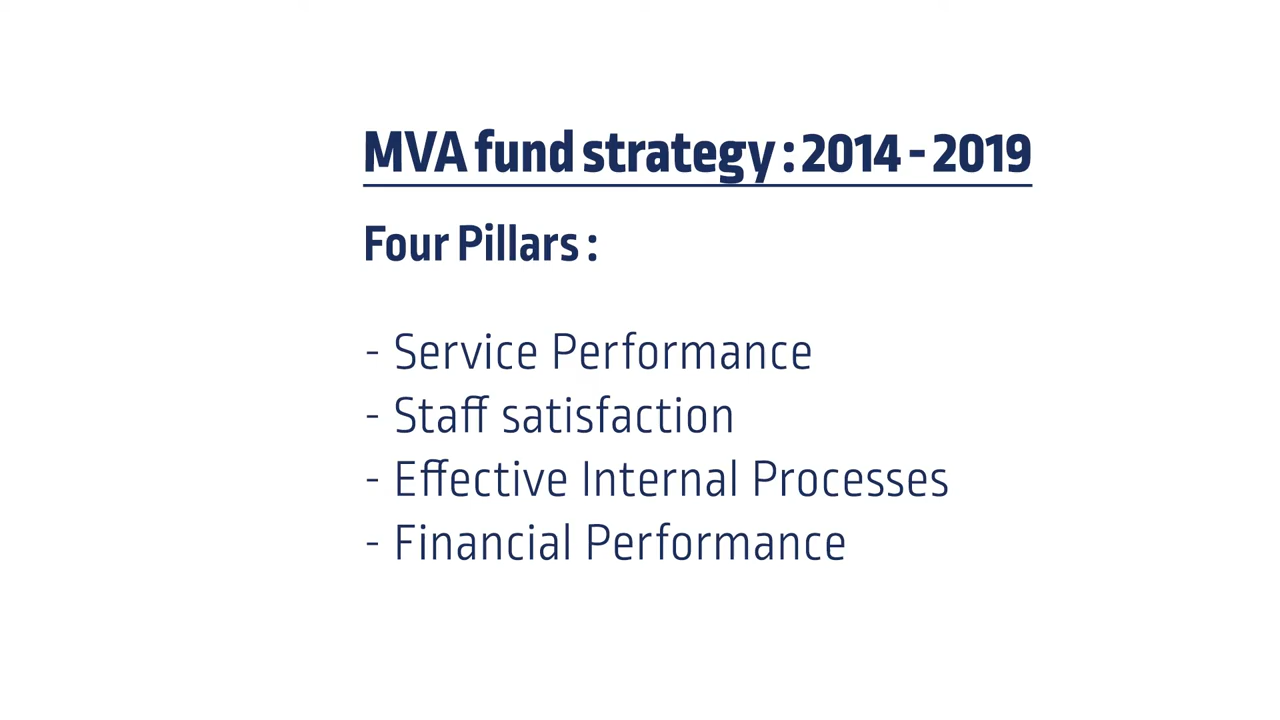 MVA fund strategy : 2014 - 2019
Four Pillars :
- Service Performance
- Staff satisfaction
- Effective Internal Processes
- Financial Performance